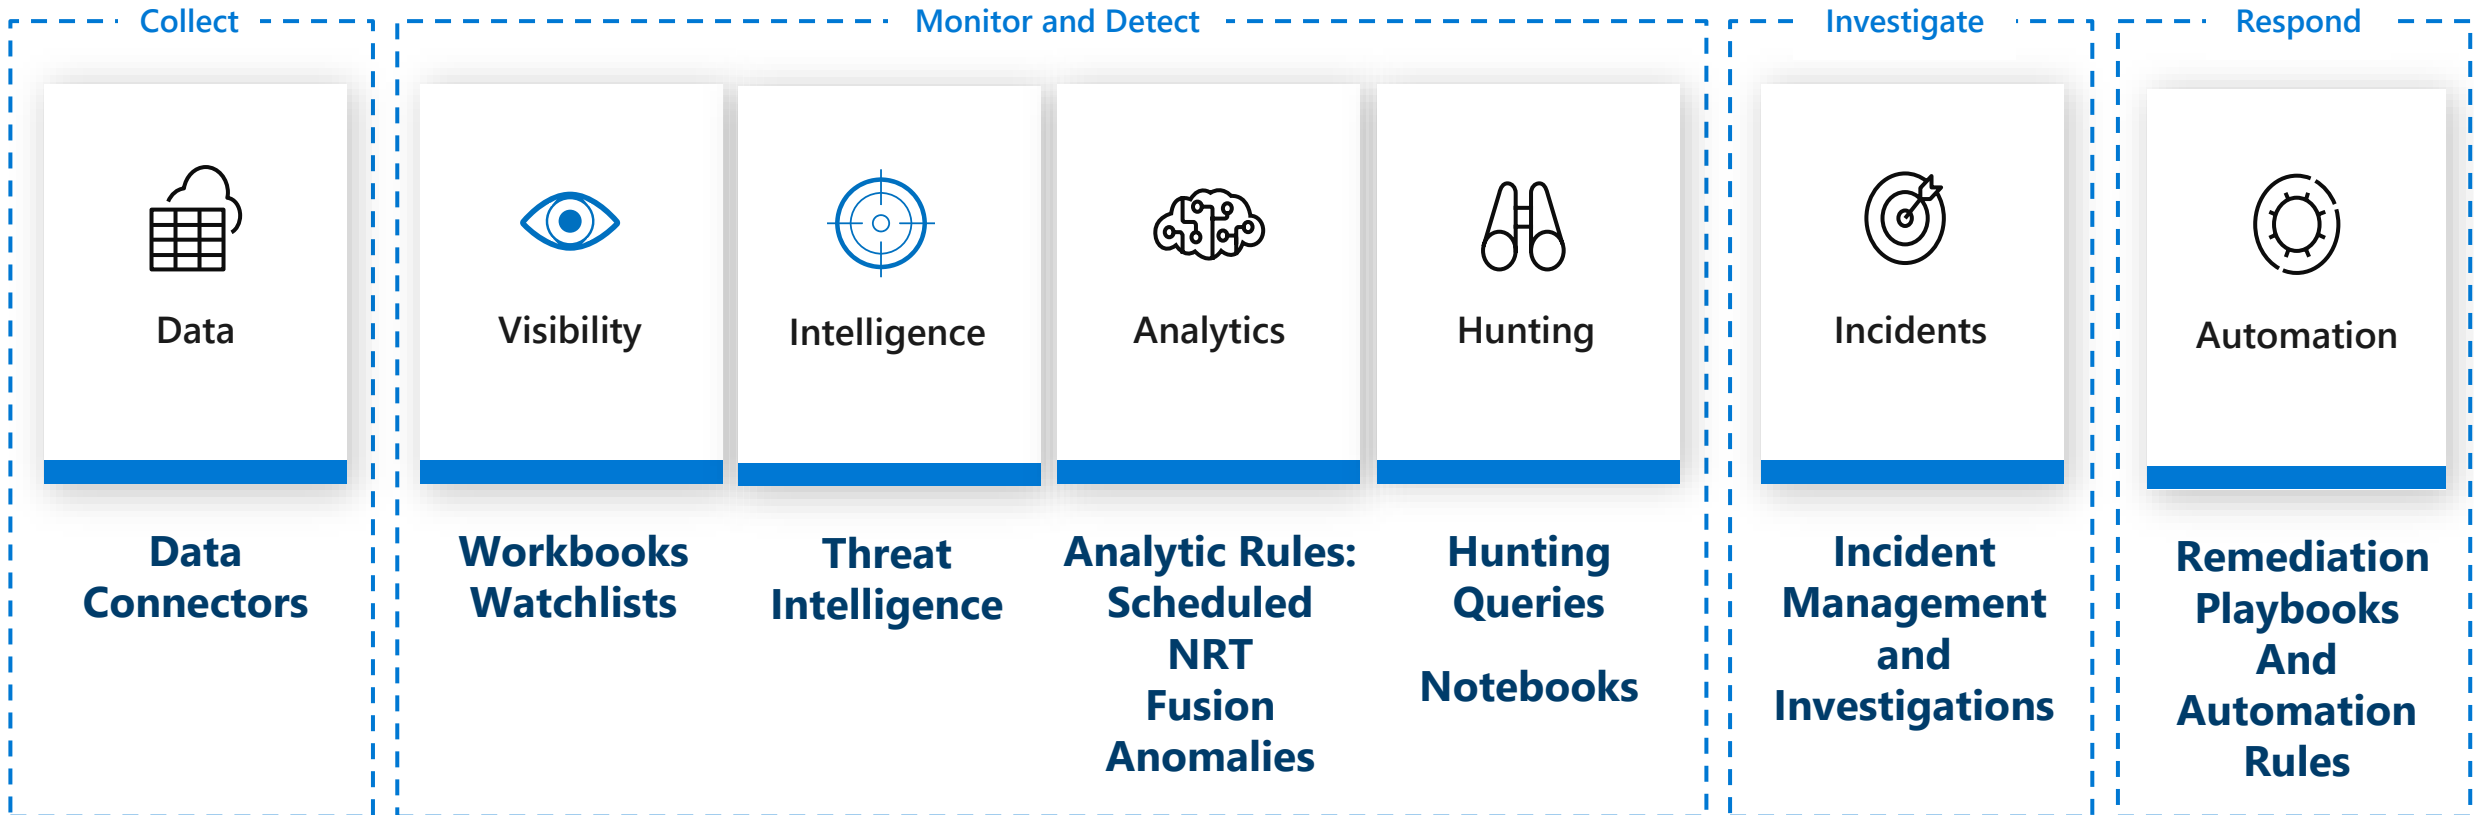 Collect
Monitor and Detect
Investigate
Respond
Data
Visibility
Intelligence
Analytics
Hunting
Incidents
Automation
Data
Connectors
Workbooks
Watchlists
Threat
Intelligence
Analytic Rules:
Scheduled
NRT
Fusion
Anomalies
Hunting
Queries
Notebooks
Incident
Management
and
Investigations
Remediation
Playbooks
And
Automation
Rules